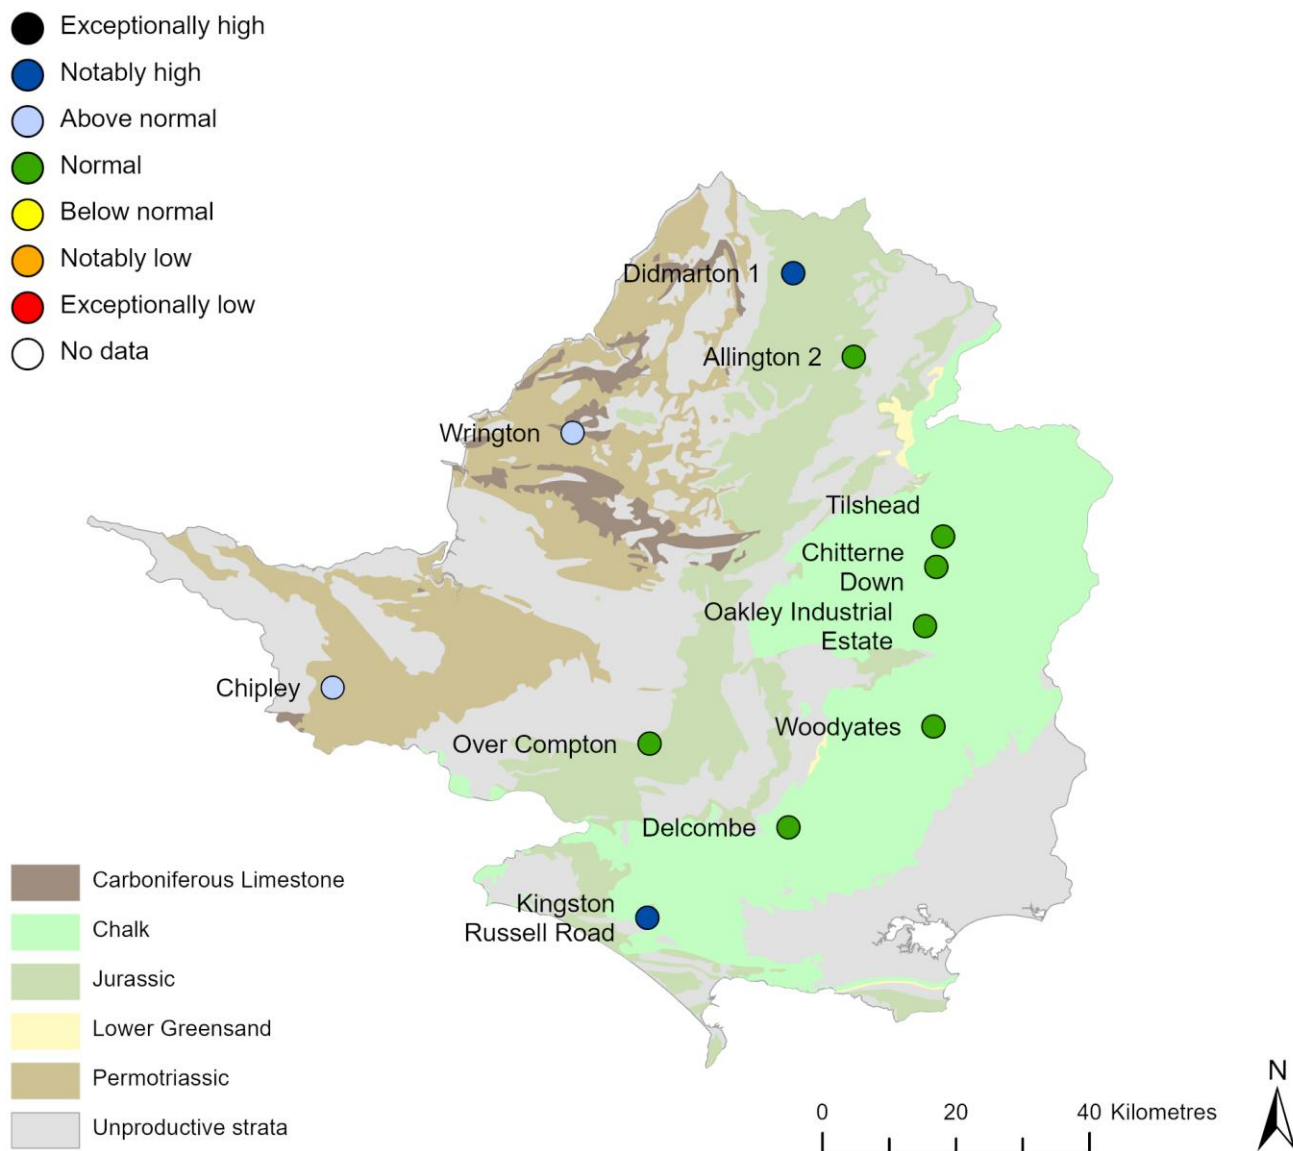 Exceptionally high
Notably high
Above normal
Normal
Below normal
Notably low
Exceptionally low
No data
Didmarton 1
Allington 2
Wrington
Tilshead
Chitterne
Down
Oakley Industrial
Estate
Chipley
Woodyates
Over Compton
Delcombe
Kingston
Russell Road
Carboniferous Limestone
Chalk
Jurassic
Lower Greensand
Permotriassic
Unproductive strata
0 20 40 Kilometres
N